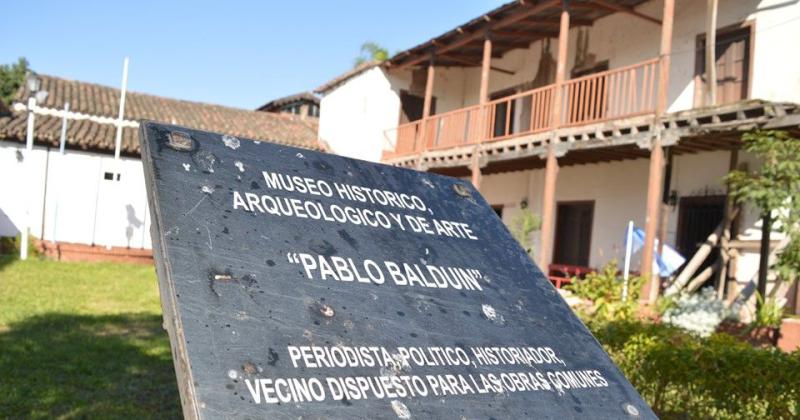 MUSEO HISTORICO,
ARQUEOLOGICO Y DE ARTE
“PABLO BALDUIN”
PERIODISTA, POLITICO, HISTORIADOR,
VECINO DISPUESTO PARA LAS OBRAS COMUNES